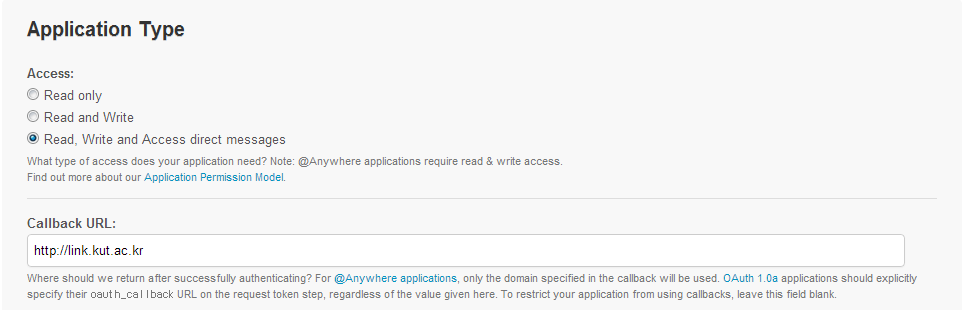 Application Type
Access:
Read only
Read and Write
Read, Write and Access direct messages
What type of access does your application need? Note: @Anywhere applications require read & write access.
Find out more about our Application Permission Model.
Callback URL:
http://link.kut.ac.kr
Where should we return after successfully authenticating? For @Anywhere applications, only the domain specified in the callback will be used. OAuth 1.0a applications should explicitly
specify their oauth_callback URL on the request token step, regardless of the value given here. To restrict your application from using callbacks, leave this field blank.